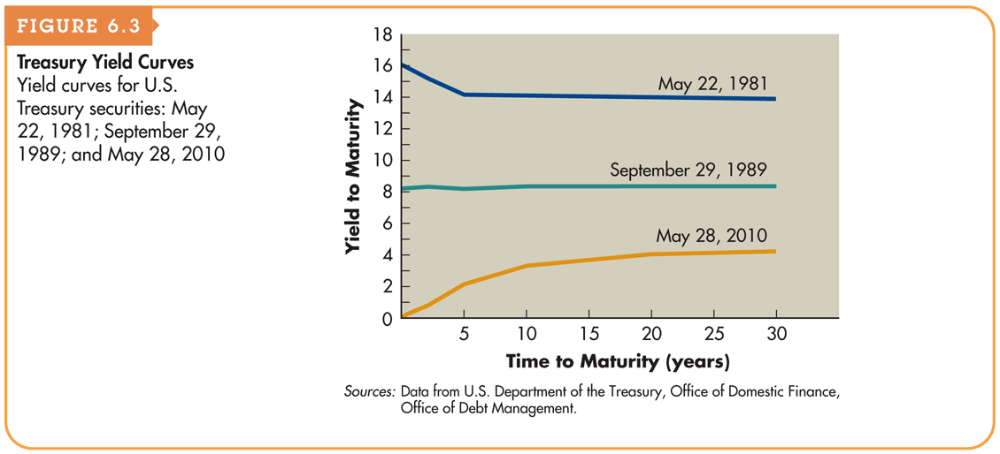 FIGURE 6.3
Treasury Yield Curves
Yield curves for U.S.
Treasury securities: May
22, 1981; September 29,
1989; and May 28, 2010
Yield to Maturity
18
16
14
12
10
8
6
4
2
0
May 22, 1981
September 29, 1989
May 28, 2010
5 10 15 20 25 30
Time to Maturity (years)
Sources: Data from U.S. Department of the Treasury, Office of Domestic Finance,
Office of Debt Management.